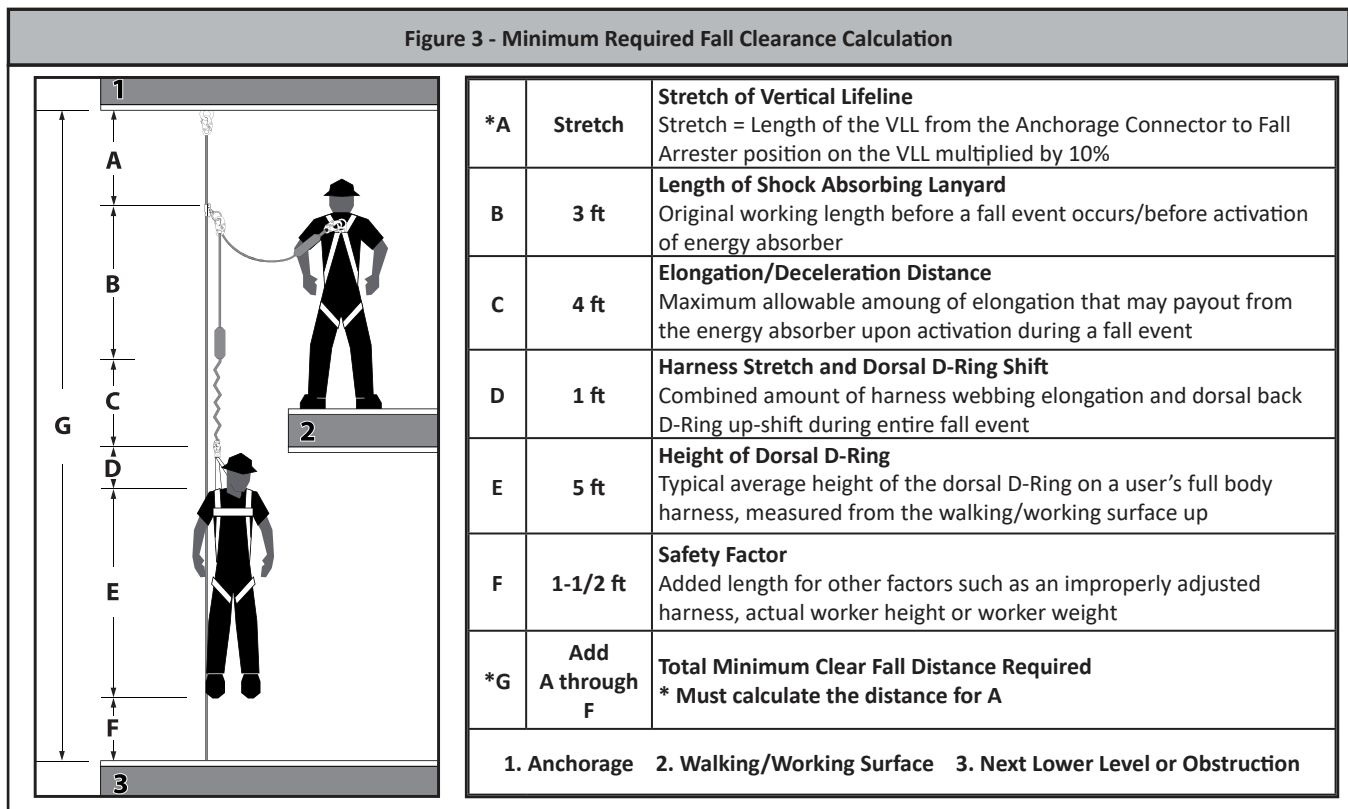 Figure 3 - Minimum Required Fall Clearance Calculation
1
A
B
C
G
2
D
E
F
3
*A
Stretch
Stretch of Vertical Lifeline
Stretch = Length of the VLL from the Anchorage Connector to Fall
Arrester position on the VLL multiplied by 10%
B
3 ft
Length of Shock Absorbing Lanyard
Original working length before a fall event occurs/before activation
of energy absorber
C
4 ft
Elongation/Deceleration Distance
Maximum allowable amoung of elongation that may payout from
the energy absorber upon activation during a fall event
D
1 ft
Harness Stretch and Dorsal D-Ring Shift
Combined amount of harness webbing elongation and dorsal back
D-Ring up-shift during entire fall event
E
5 ft
Height of Dorsal D-Ring
Typical average height of the dorsal D-Ring on a user’s full body
harness, measured from the walking/working surface up
F
1-1/2 ft
Safety Factor
Added length for other factors such as an improperly adjusted
harness, actual worker height or worker weight
*G
Add
A through
F
Total Minimum Clear Fall Distance Required
* Must calculate the distance for A
1. Anchorage 2. Walking/Working Surface 3. Next Lower Level or Obstruction